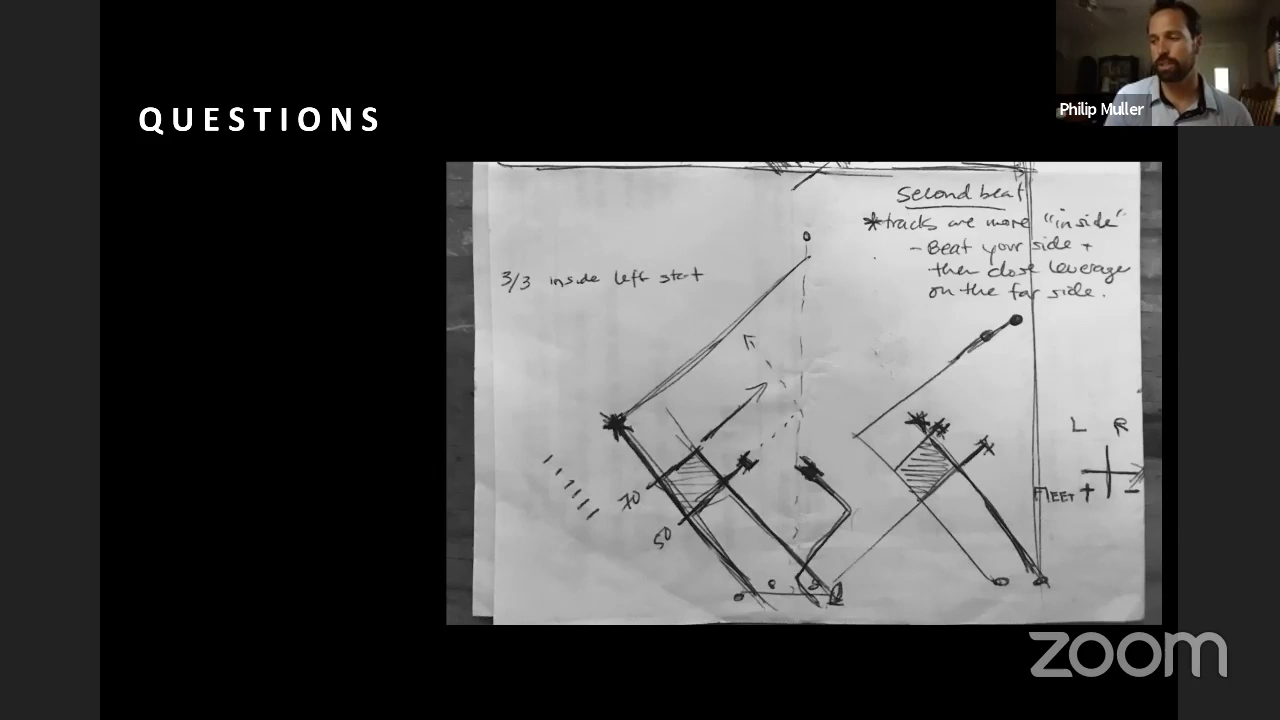 QUESTIONS
Philip Muller
Second beat
*tracks are more "inside"
- Beat your side +
then close leverage
on the far side.
3/3 inside left start
L R
FLEET + -
70
50
zoom